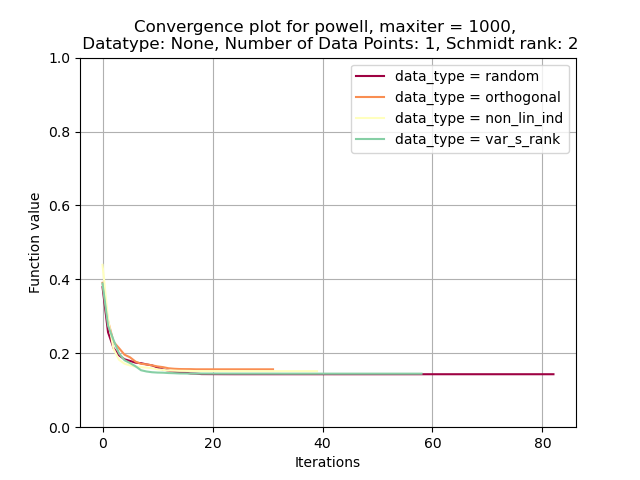 Convergence plot for powell, maxiter = 1000,
Datatype: None, Number of Data Points: 1, Schmidt rank: 2
1.0
0.8
0.6
0.4
0.2
0.0
Function value
data_type = random
data_type = orthogonal
data_type = non_lin_ind
data_type = var_s_rank
0 20 40 60 80
Iterations